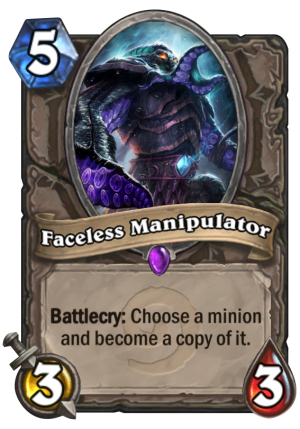 5
Faceless Manipulator
Battlecry: Choose a minion
and become a copy of it.
3 3